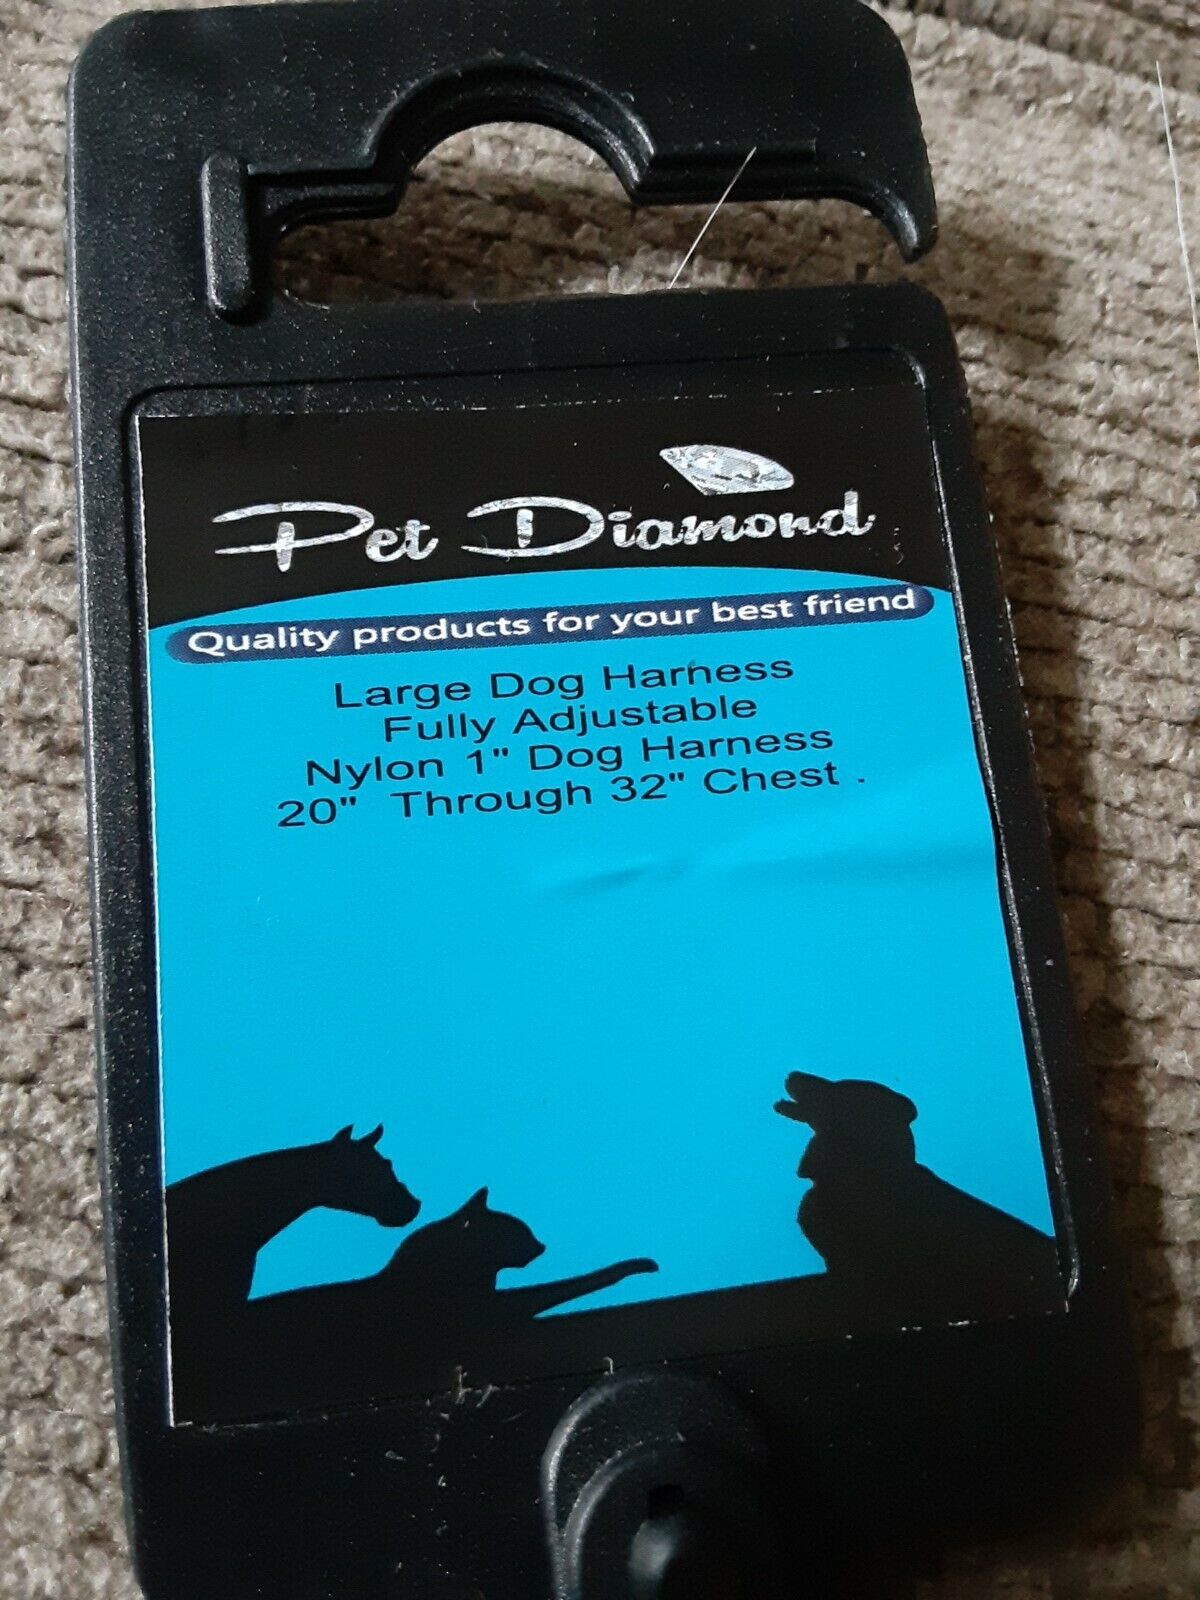 Pet Diamond
Quality products for your best friend
Large Dog Harness
Fully Adjustable
Nylon 1" Dog Harness
20" Through 32" Chest .